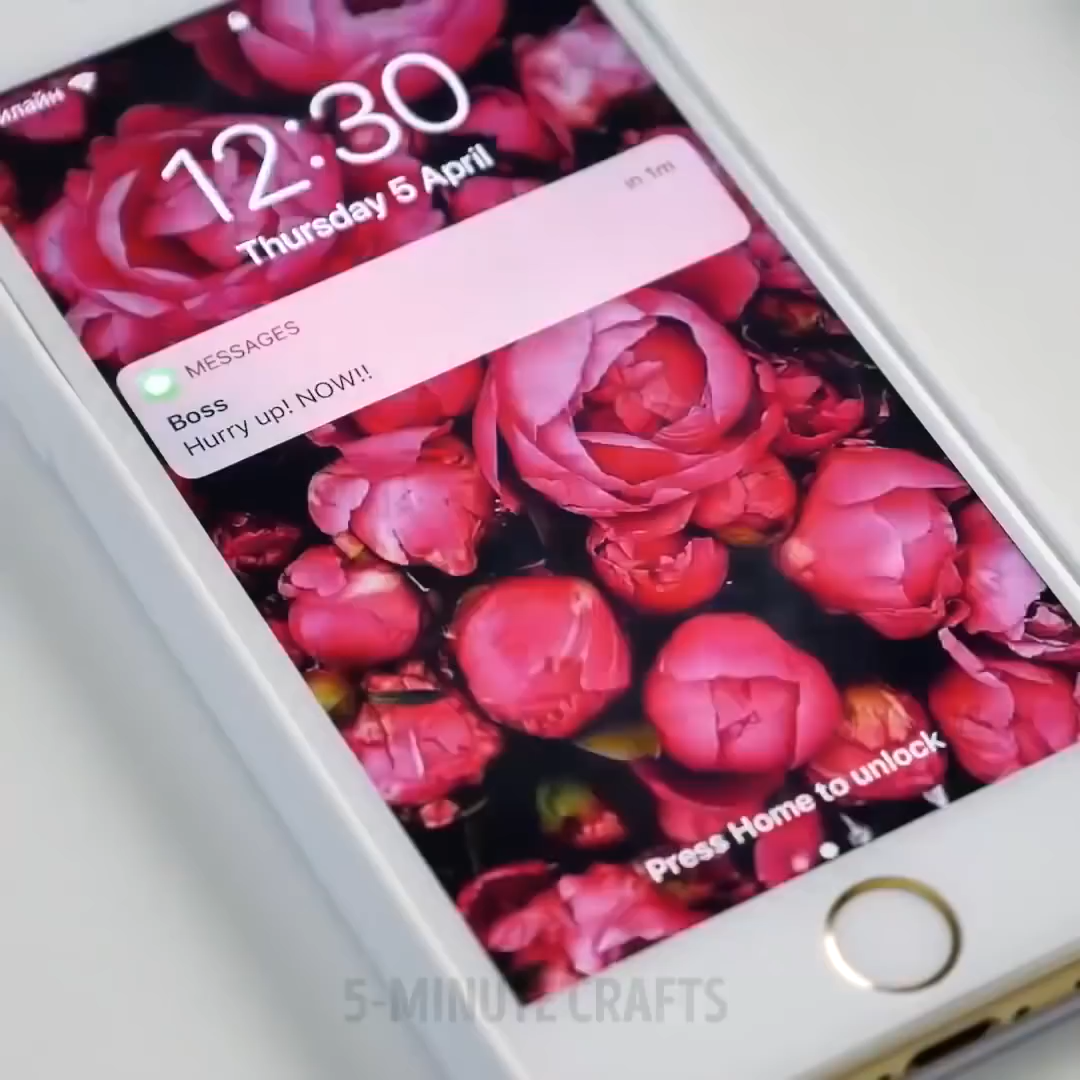 илайн
12:30
Thursday 5 April
MESSAGES
in 1m
Boss
Hurry up! NOW!!
Press Home to unlock
5-MINUTE CRAFTS